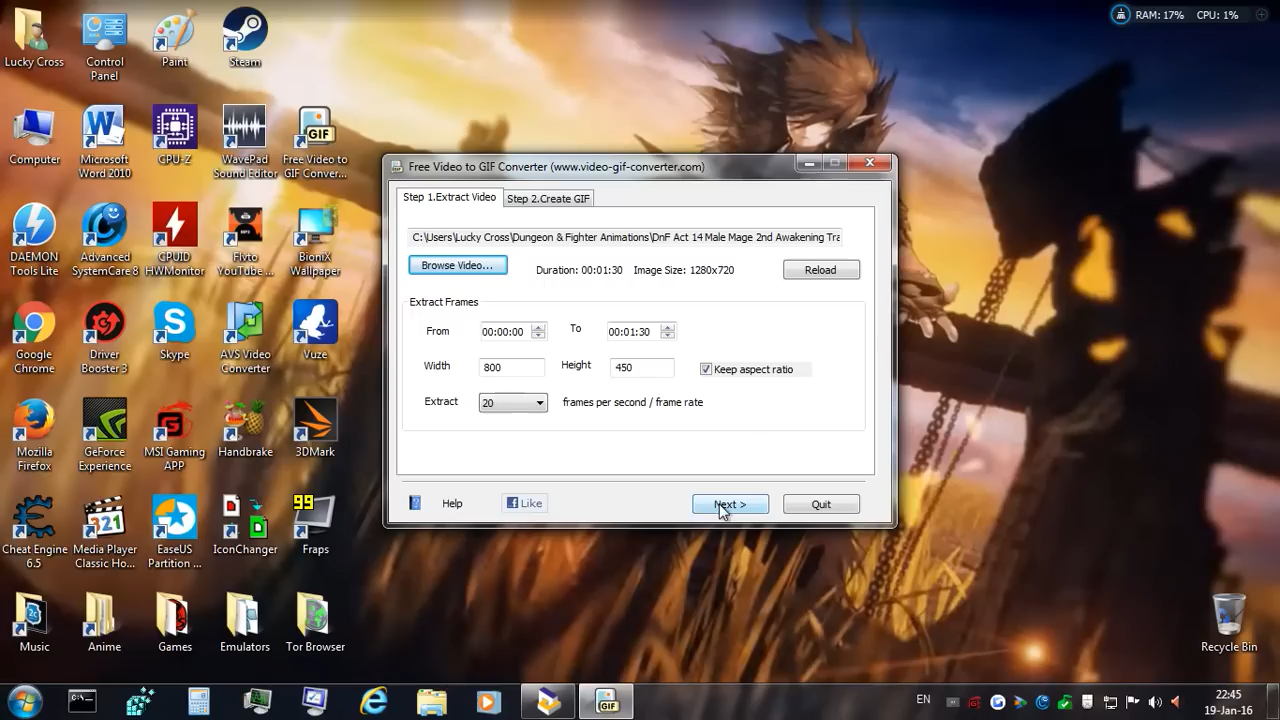 RAM: 17% CPU: 1%
Lucky Cross
Control
Panel
Paint
Steam
Computer
Microsoft
Word 2010
CPU-Z
WavePad
Sound Editor
GIF
Free Video to
GIF Conver...
DAEMON
Tools Lite
Advanced
SystemCare 8
CPUID
HWMonitor
Flvto
YouTube ...
BioniX
Wallpaper
Google
Chrome
Driver
Booster 3
Skype
AVS Video
Converter
Vuze
Mozilla
Firefox
GeForce
Experience
MSI Gaming
APP
Handbrake
3DMark
Cheat Engine
6.5
321
Media Player
Classic Ho...
EaseUS
Partition ...
IconChanger
99
Fraps
Music
Anime
Games
Emulators
Tor Browser
Recycle Bin
Free Video to GIF Converter (www.video-gif-converter.com)
Step 1.Extract Video
Step 2.Create GIF
C:\Users\Lucky Cross\Dungeon & Fighter Animations\DnF Act 14 Male Mage 2nd Awakening Tra
Browse Video...
Duration: 00:01:30 Image Size: 1280x720
Reload
Extract Frames
From 00:00:00 To 00:01:30
Width 800 Height 450 Keep aspect ratio
Extract 20 frames per second / frame rate
Help
Like
Next >
Quit
GIF
EN
22:45
19-Jan-16